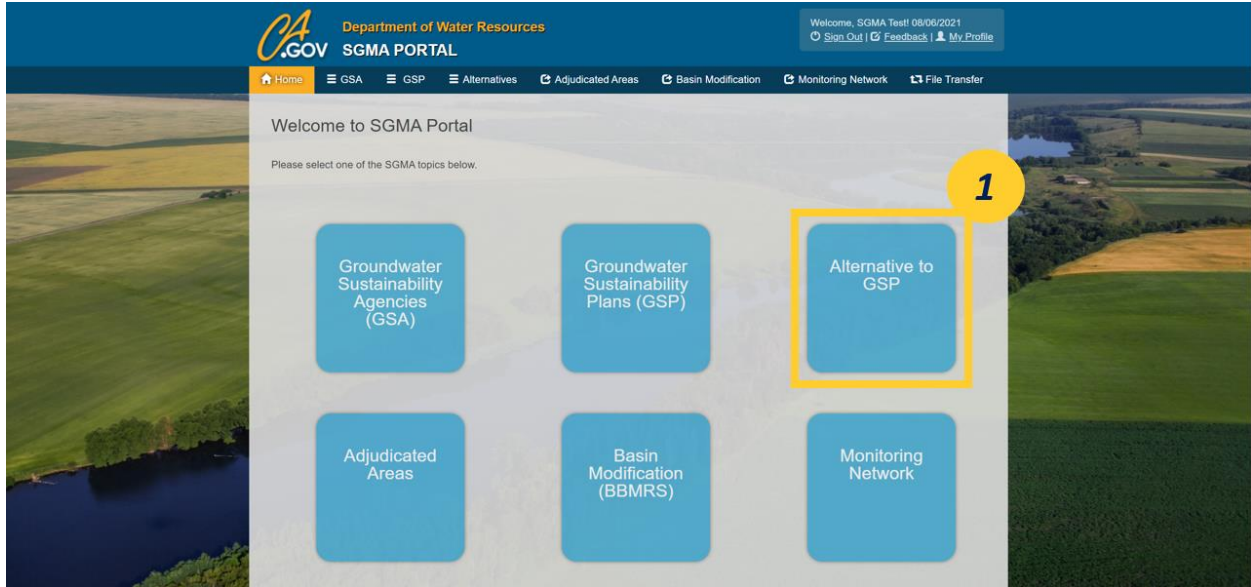 CA
.GOV
Department of Water Resources
SGMA PORTAL
Welcome, SGMA Test! 08/06/2021
Sign Out | Feedback | My Profile
Home GSA GSP Alternatives Adjudicated Areas Basin Modification Monitoring Network File Transfer
Welcome to SGMA Portal
Please select one of the SGMA topics below.
1
Groundwater
Sustainability
Agencies
(GSA)
Groundwater
Sustainability
Plans (GSP)
Alternative to
GSP
Adjudicated
Areas
Basin
Modification
(BBMRS)
Monitoring
Network